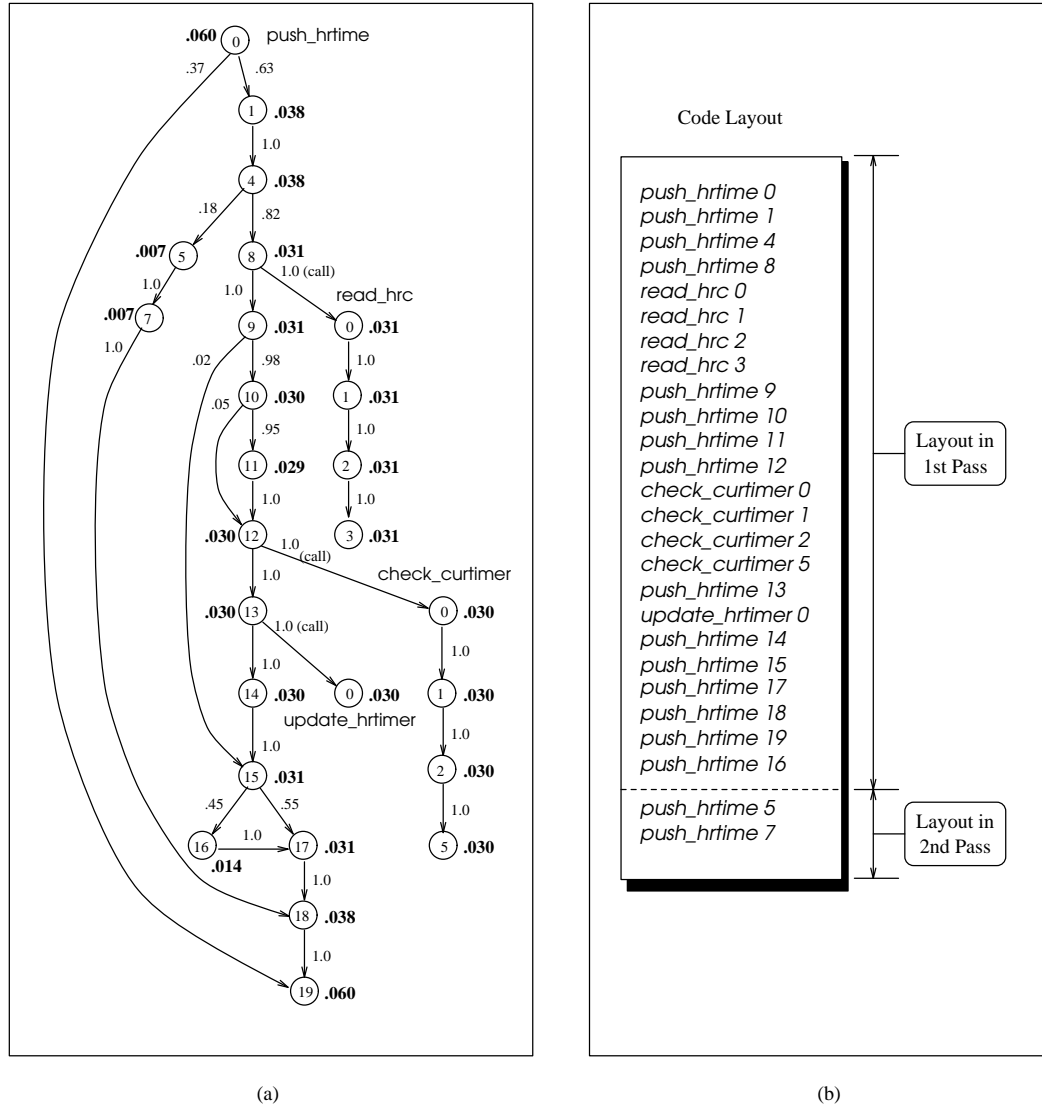 .060 0 push_hrtime
.37 .63
1 .038
1.0
4 .038
.18 .82
.007 5 8 .031
1.0 1.0 1.0 (call)
read_hrc
.007 7 9 .031 0 .031
1.0 .02 .98 1.0
.05 10 .030 1 .031
.95 1.0
11 .029 2 .031
1.0 1.0
.030 12 3 .031
1.0 (call)
1.0 check_curtimer
.030 13 0 .030
1.0 (call)
1.0 1.0
14 .030 0 .030 1 .030
update_hrtimer
1.0 1.0
15 .031 2 .030
.45 .55 1.0
16 1.0 17 .031 5 .030
.014
1.0
18 .038
1.0
19 .060
(a)
Code Layout
push_hrtime 0
push_hrtime 1
push_hrtime 4
push_hrtime 8
read_hrc 0
read_hrc 1
read_hrc 2
read_hrc 3
push_hrtime 9
push_hrtime 10
push_hrtime 11
push_hrtime 12
check_curtimer 0
check_curtimer 1
check_curtimer 2
check_curtimer 5
push_hrtime 13
update_hrtimer 0
push_hrtime 14
push_hrtime 15
push_hrtime 17
push_hrtime 18
push_hrtime 19
push_hrtime 16
push_hrtime 5
push_hrtime 7
Layout in
1st Pass
Layout in
2nd Pass
(b)